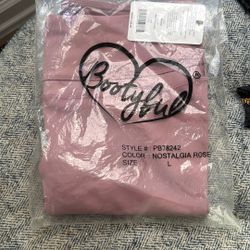 Bootyful®
STYLE #: PB78242
COLOR: NOSTALGIA ROSE
SIZE: L